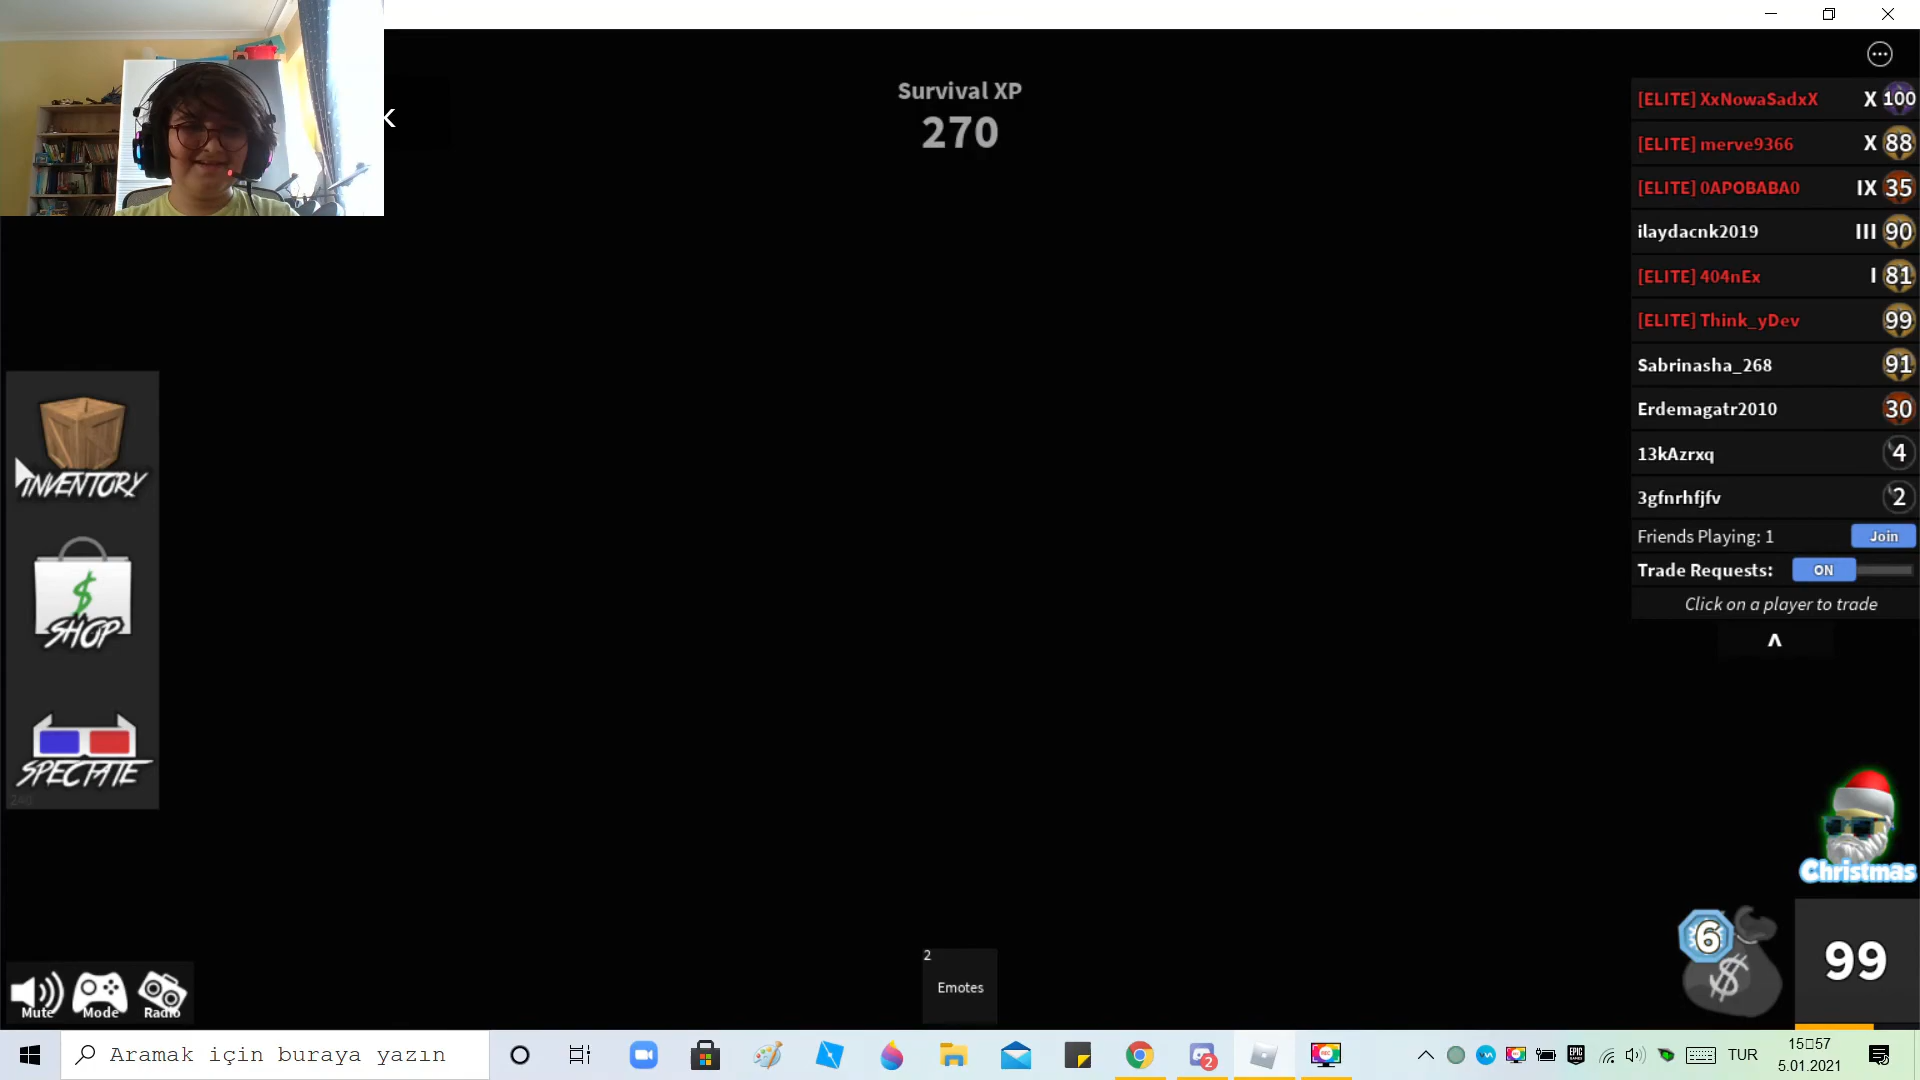 Survival XP
270
[ELITE] XxNowaSadxX X 100
[ELITE] merve9366 X 88
[ELITE] 0APOBABA0 IX 35
ilaydacnk2019 III 90
[ELITE] 404nEx I 81
[ELITE] Think_yDev 99
Sabrinasha_268 91
Erdemagatr2010 30
13kAzrxq 4
3gfnrhfjfv 2
Friends Playing: 1 Join
Trade Requests: ON
Click on a player to trade
INVENTORY
$
SHOP
SPECTATE
Christmas
6
$
99
2
Emotes
Mute Mode Radio
Aramak için buraya yazın
2
REC
EPIC
TUR
15:57
5.01.2021